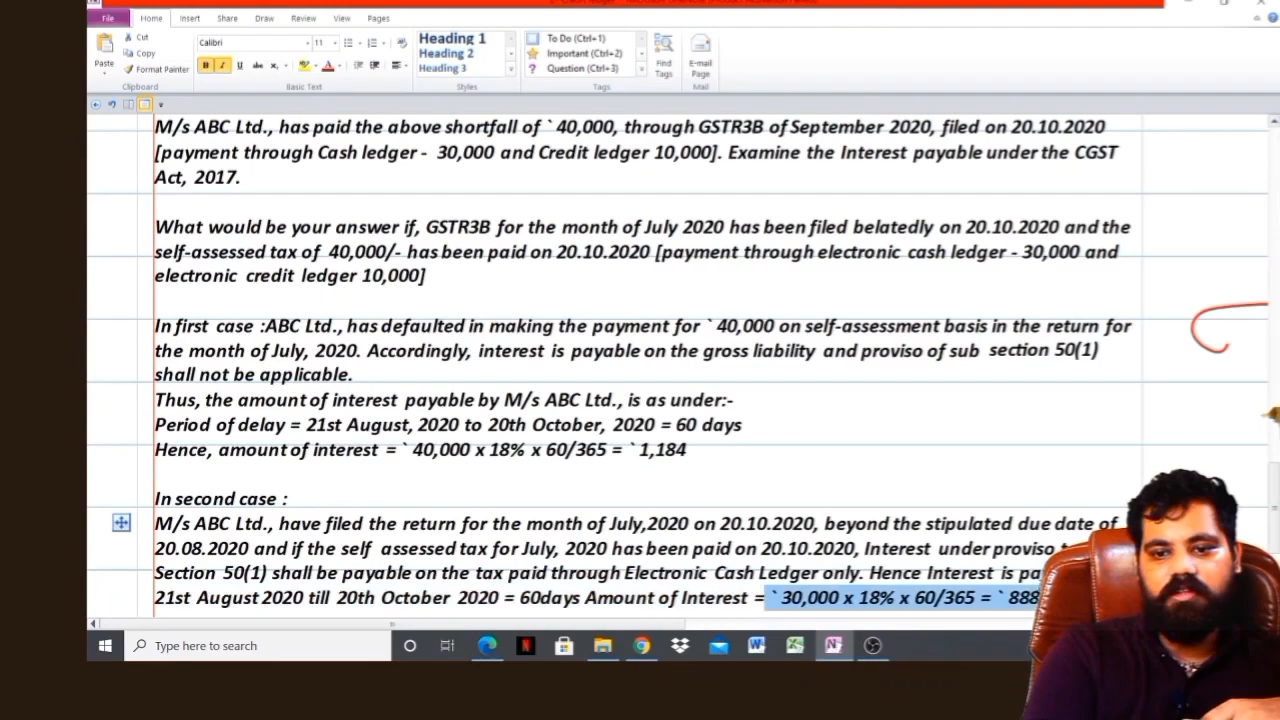 File Home Insert Share Draw Review View Pages
Cut
Copy
Format Painter
Paste
Clipboard
Calibri 11
B I U abc x
Basic Text
Heading 1
Heading 2
Heading 3
Styles
To Do (Ctrl+1)
Important (Ctrl+2)
Question (Ctrl+3)
Tags
Find
Tags
E-mail
Page
Mail
M/s ABC Ltd., has paid the above shortfall of ` 40,000, through GSTR3B of September 2020, filed on 20.10.2020
[payment through Cash ledger - 30,000 and Credit ledger 10,000]. Examine the Interest payable under the CGST
Act, 2017.
What would be your answer if, GSTR3B for the month of July 2020 has been filed belatedly on 20.10.2020 and the
self-assessed tax of 40,000/- has been paid on 20.10.2020 [payment through electronic cash ledger - 30,000 and
electronic credit ledger 10,000]
In first case :ABC Ltd., has defaulted in making the payment for ` 40,000 on self-assessment basis in the return for
the month of July, 2020. Accordingly, interest is payable on the gross liability and proviso of sub section 50(1)
shall not be applicable.
Thus, the amount of interest payable by M/s ABC Ltd., is as under:-
Period of delay = 21st August, 2020 to 20th October, 2020 = 60 days
Hence, amount of interest = ` 40,000 x 18% x 60/365 = ` 1,184
In second case :
M/s ABC Ltd., have filed the return for the month of July,2020 on 20.10.2020, beyond the stipulated due date of
20.08.2020 and if the self assessed tax for July, 2020 has been paid on 20.10.2020, Interest under proviso
Section 50(1) shall be payable on the tax paid through Electronic Cash Ledger only. Hence Interest is
21st August 2020 till 20th October 2020 = 60days Amount of Interest = ` 30,000 x 18% x 60/365 = ` 888
Type here to search